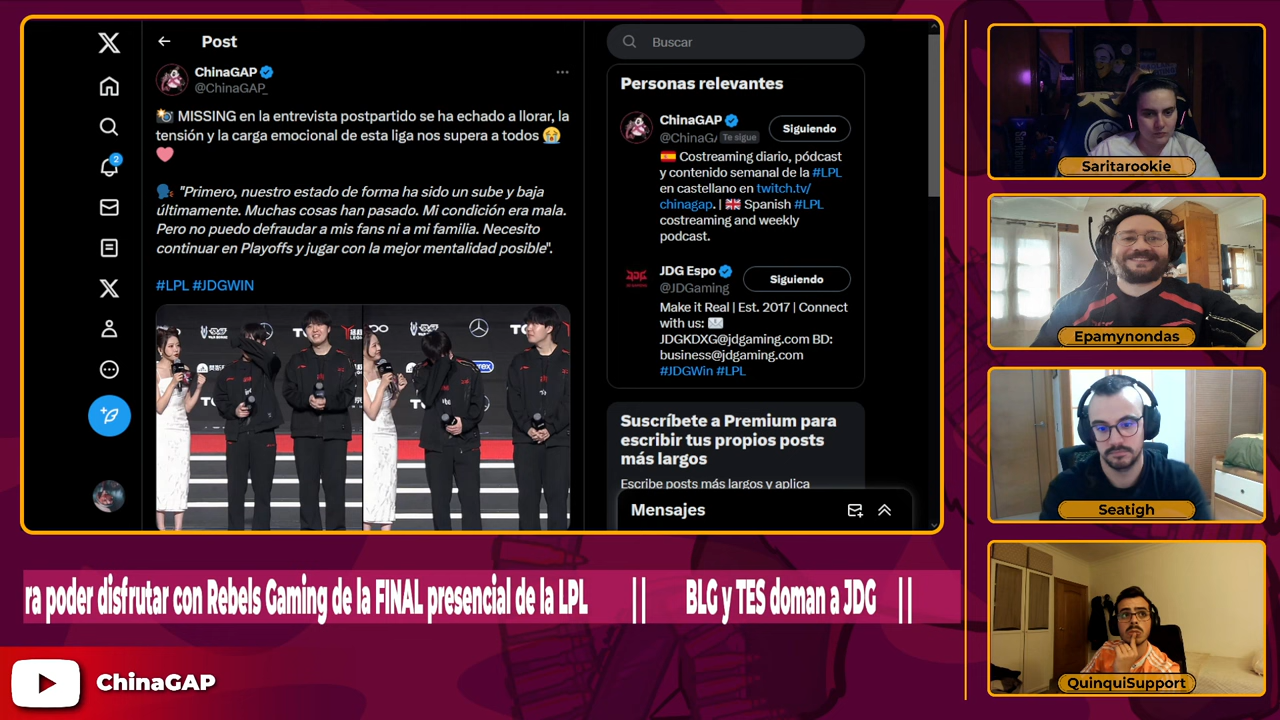 Post
ChinaGAP
@ChinaGAP_
MISSING en la entrevista postpartido se ha echado a llorar, la
tensión y la carga emocional de esta liga nos supera a todos 😭
❤️
🗣️ "Primero, nuestro estado de forma ha sido un sube y baja
últimamente. Muchas cosas han pasado. Mi condición era mala.
Pero no puedo defraudar a mis fans ni a mi familia. Necesito
continuar en Playoffs y jugar con la mejor mentalidad posible".
#LPL #JDGWIN
2
Buscar
Personas relevantes
ChinaGAP
@ChinaG Te sigue
Siguiendo
🇪🇸 Costreaming diario, pódcast
y contenido semanal de la #LPL
en castellano en twitch.tv/
chinagap. | 🇬🇧 Spanish #LPL
costreaming and weekly
podcast.
JDG Espo
@JDGaming
Siguiendo
Make it Real | Est. 2017 | Connect
with us: ✉️
JDGKDXG@jdgaming.com BD:
business@jdgaming.com
#JDGWin #LPL
Suscríbete a Premium para
escribir tus propios posts
más largos
Escribe posts más largos y aplica
Mensajes
Saritarookie
Epamynondas
Seatigh
QuinquiSupport
ra poder disfrutar con Rebels Gaming de la FINAL presencial de la LPL || BLG y TES doman a JDG ||
ChinaGAP